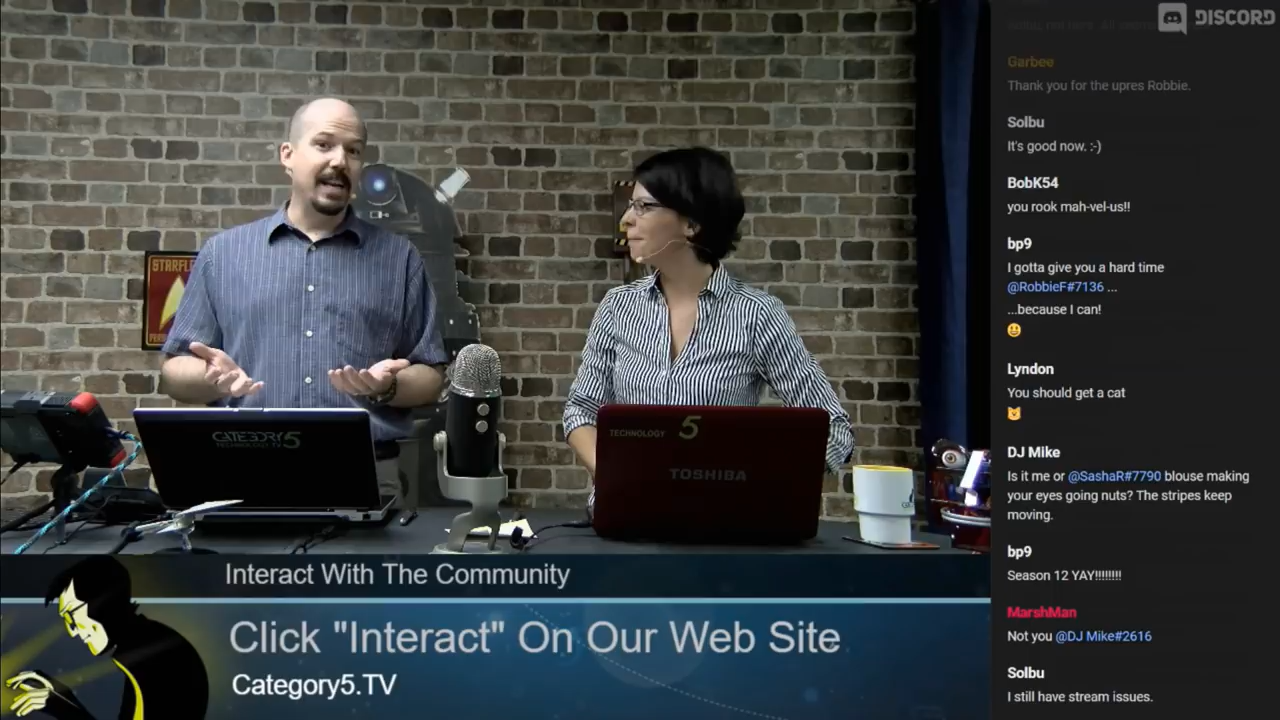 DISCORD
Garbee
Thank you for the upres Robbie.
Solbu
It's good now. :-)
BobK54
you rook mah-vel-us!!
bp9
I gotta give you a hard time
@RobbieF#7136 ...
...because I can!
Lyndon
You should get a cat
DJ Mike
Is it me or @SashaR#7790 blouse making
your eyes going nuts? The stripes keep
moving.
bp9
Season 12 YAY!!!!!!!!
MarshMan
Not you @DJ Mike#2616
Solbu
I still have stream issues.
STARFLE
CATEGORY5
TECHNOLOGY TV
TECHNOLOGY 5
TOSHIBA
Interact With The Community
Click "Interact" On Our Web Site
Category5.TV